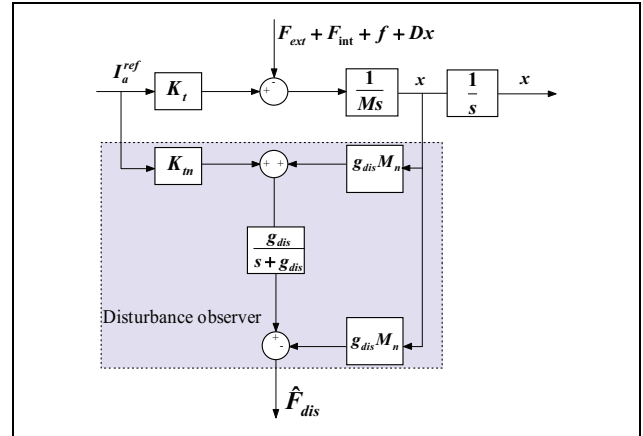 F_ext + F_int + f + Dx
I_a^ref
K_t
+ -
1/Ms
x
1/s
x
K_tn
+ +
g_dis M_n
g_dis/(s + g_dis)
Disturbance observer
+ -
g_dis M_n
F̂_dis